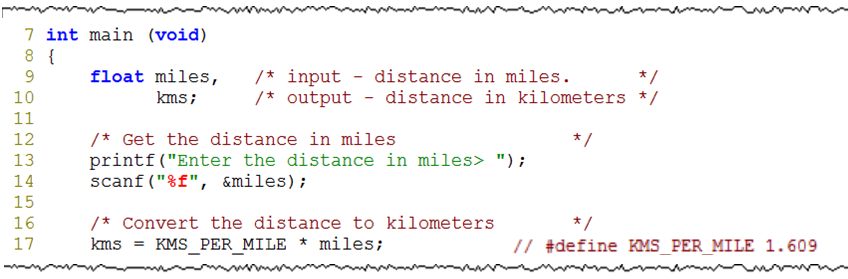 7 int main (void)
8 {
9 float miles, /* input - distance in miles. */
10 kms; /* output - distance in kilometers */
11
12 /* Get the distance in miles */
13 printf("Enter the distance in miles> ");
14 scanf("%f", &miles);
15
16 /* Convert the distance to kilometers */
17 kms = KMS_PER_MILE * miles; // #define KMS_PER_MILE 1.609